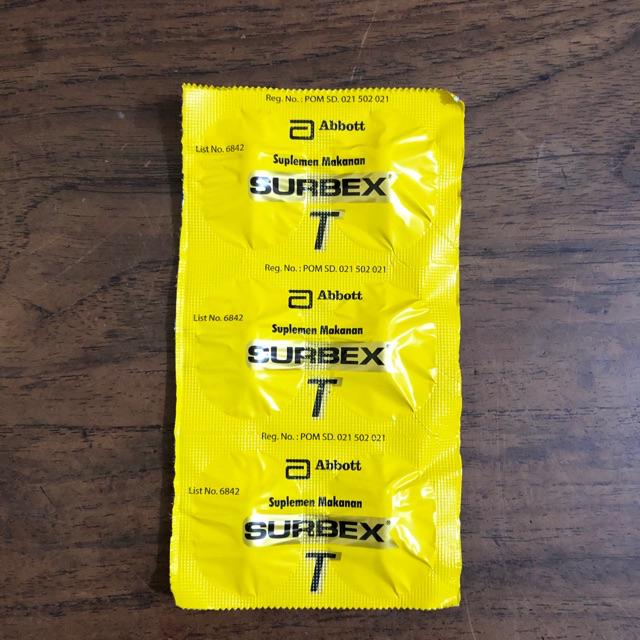 Reg. No. : POM SD. 021 502 021
Abbott
List No. 6842
Suplemen Makanan
SURBEX®
T
Reg. No. : POM SD. 021 502 021
Abbott
List No. 6842
Suplemen Makanan
SURBEX®
T
Reg. No. : POM SD. 021 502 021
Abbott
List No. 6842
Suplemen Makanan
SURBEX®
T